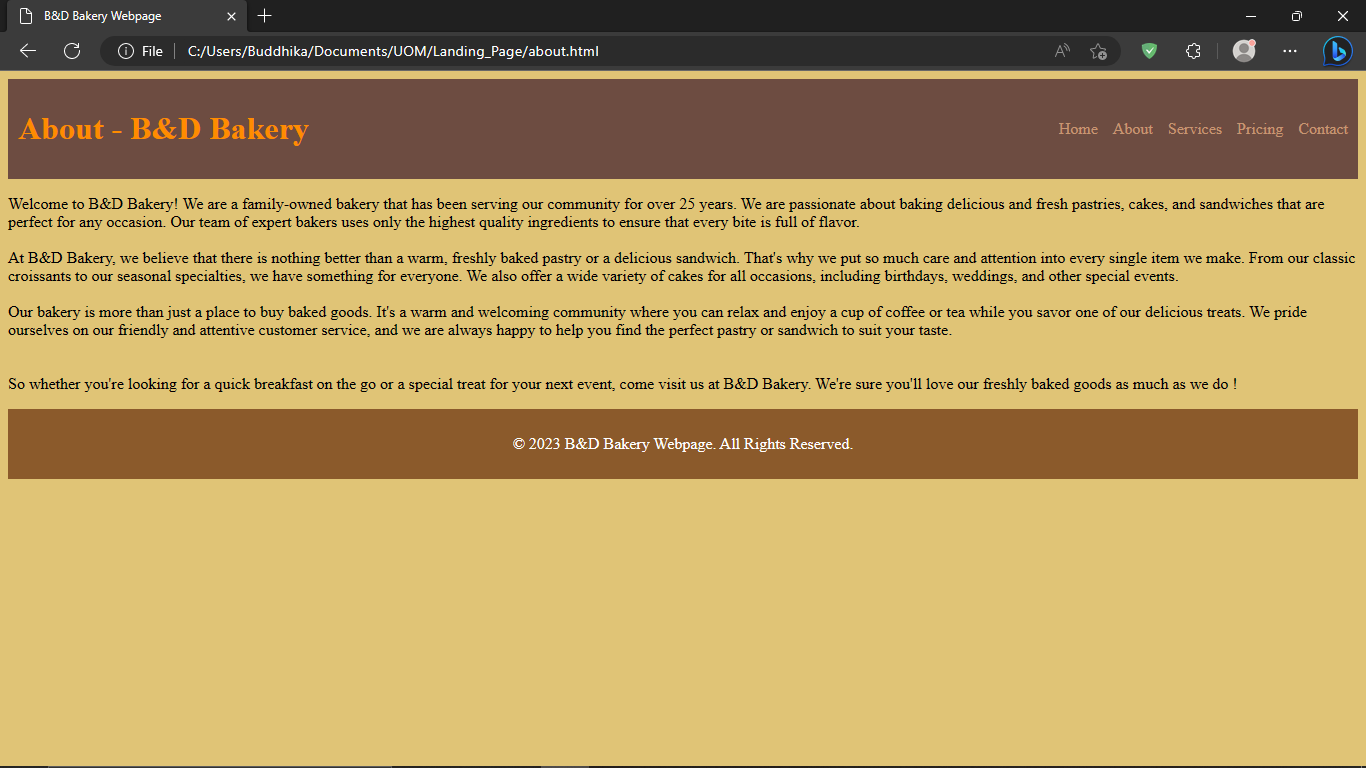 B&D Bakery Webpage
File
C:/Users/Buddhika/Documents/UOM/Landing_Page/about.html
About - B&D Bakery
Home About Services Pricing Contact
Welcome to B&D Bakery! We are a family-owned bakery that has been serving our community for over 25 years. We are passionate about baking delicious and fresh pastries, cakes, and sandwiches that are
perfect for any occasion. Our team of expert bakers uses only the highest quality ingredients to ensure that every bite is full of flavor.
At B&D Bakery, we believe that there is nothing better than a warm, freshly baked pastry or a delicious sandwich. That's why we put so much care and attention into every single item we make. From our classic
croissants to our seasonal specialties, we have something for everyone. We also offer a wide variety of cakes for all occasions, including birthdays, weddings, and other special events.
Our bakery is more than just a place to buy baked goods. It's a warm and welcoming community where you can relax and enjoy a cup of coffee or tea while you savor one of our delicious treats. We pride
ourselves on our friendly and attentive customer service, and we are always happy to help you find the perfect pastry or sandwich to suit your taste.
So whether you're looking for a quick breakfast on the go or a special treat for your next event, come visit us at B&D Bakery. We're sure you'll love our freshly baked goods as much as we do !
© 2023 B&D Bakery Webpage. All Rights Reserved.